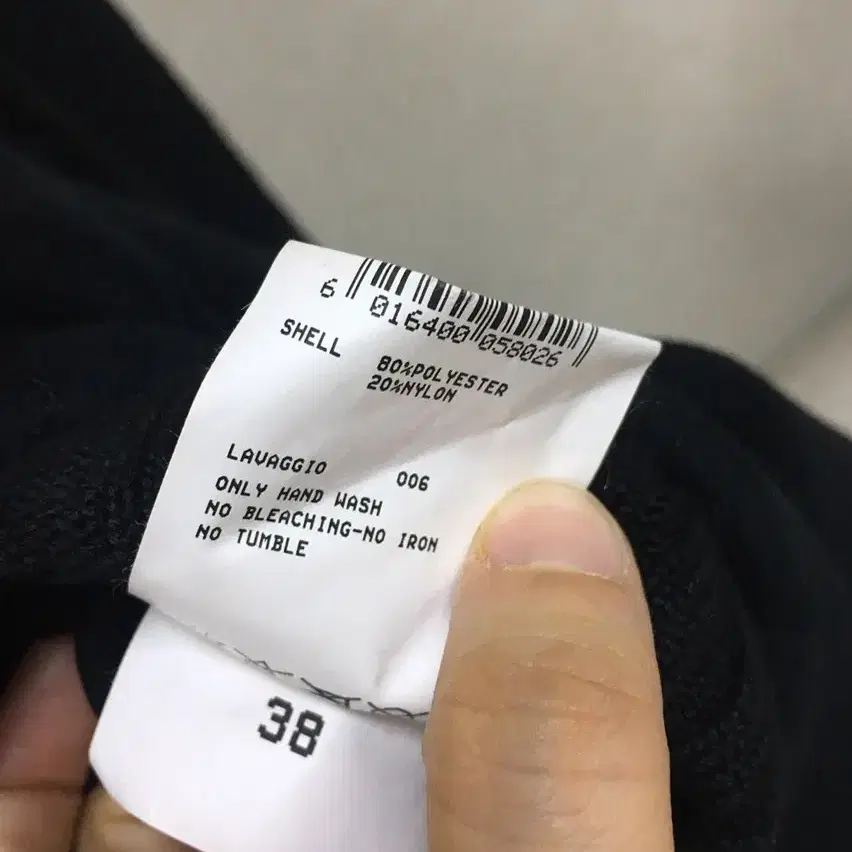 6 016400 058026
SHELL
80%POLYESTER
20%NYLON
LAVAGGIO 006
ONLY HAND WASH
NO BLEACHING-NO IRON
NO TUMBLE
38